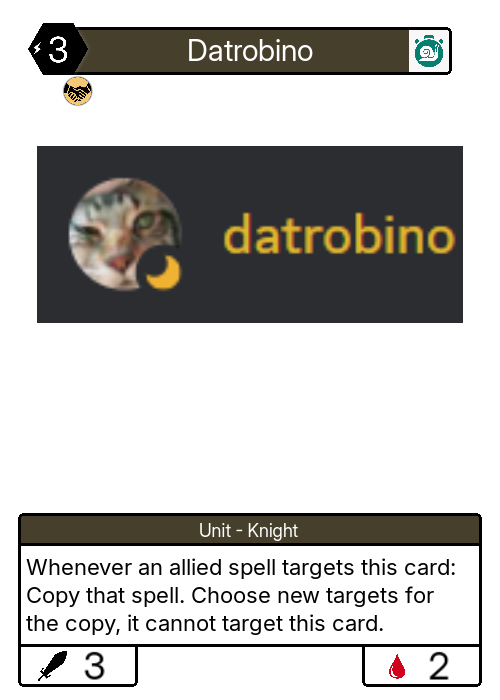 3
Datrobino
datrobino
Unit - Knight
Whenever an allied spell targets this card:
Copy that spell. Choose new targets for
the copy, it cannot target this card.
3
2